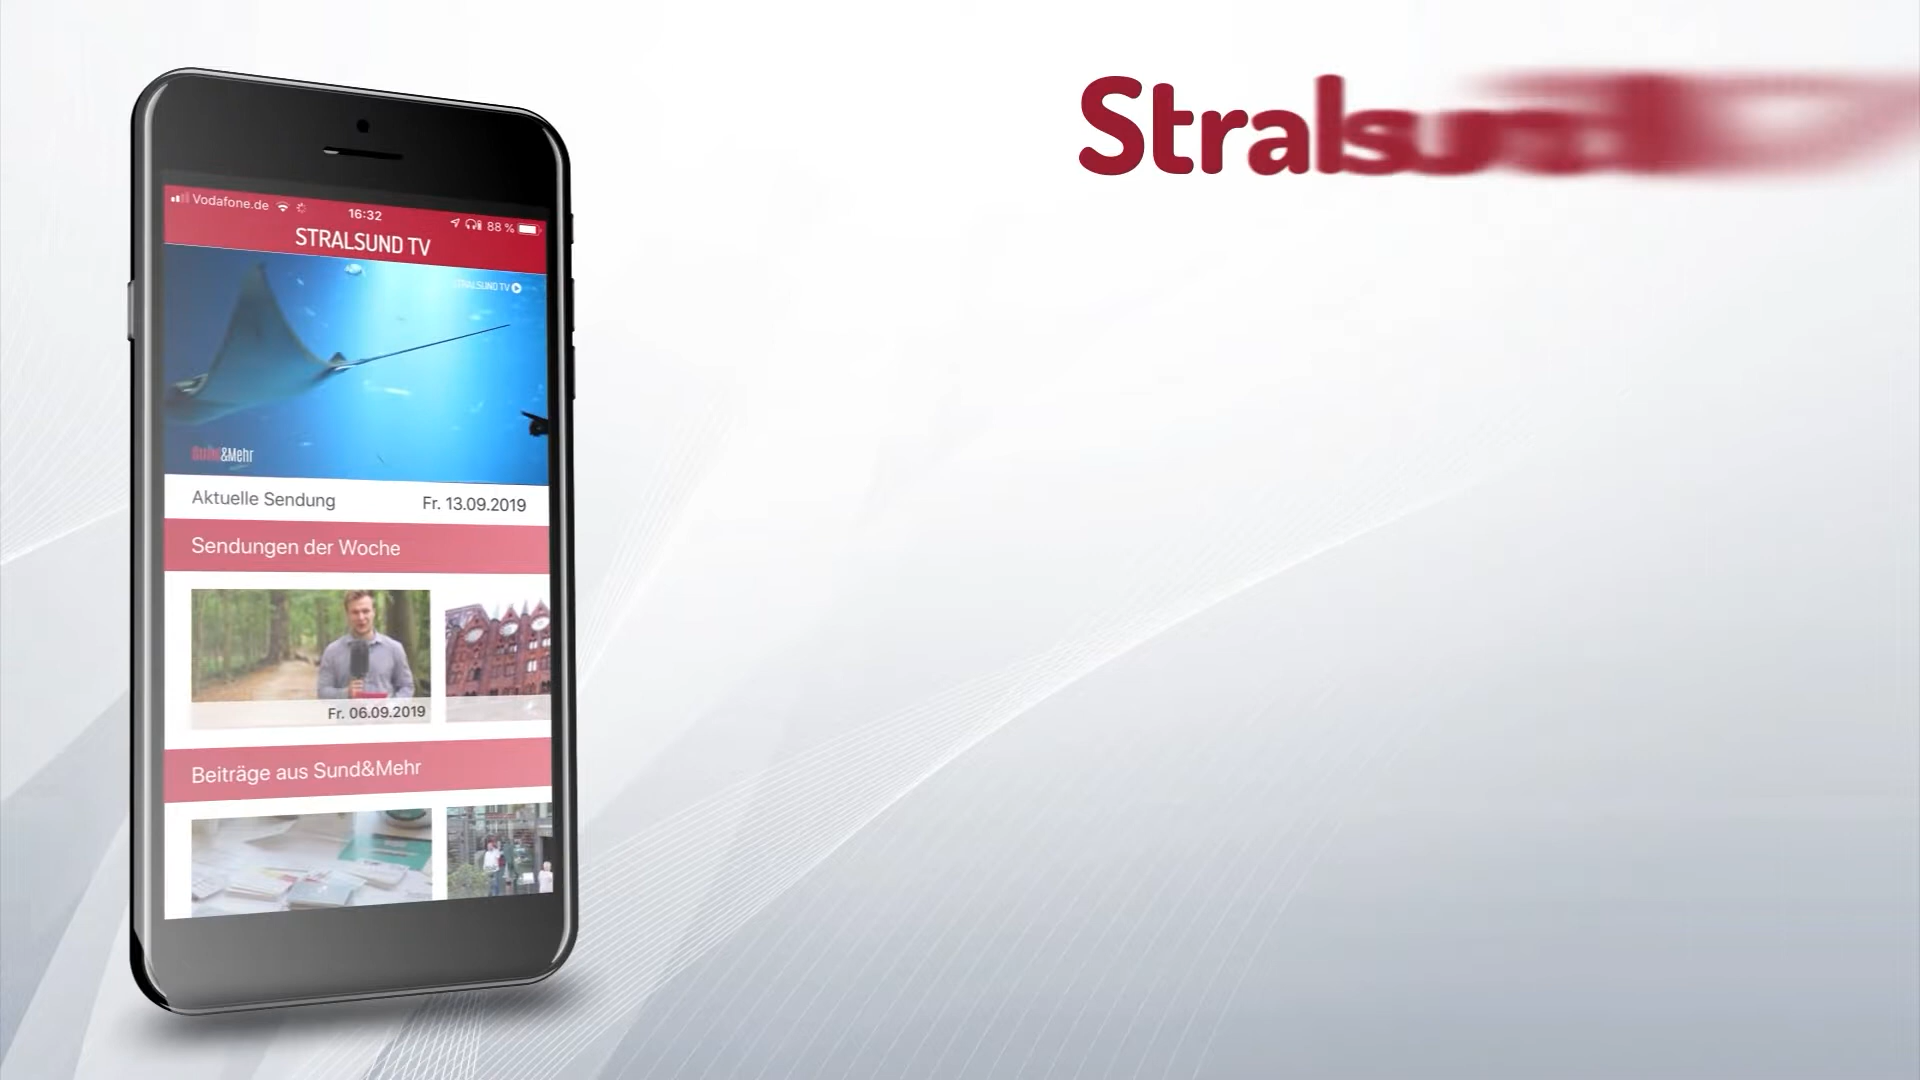 Stralsund
Vodafone.de
16:32
88 %
STRALSUND TV
STRALSUND TV
Sund&Mehr
Aktuelle Sendung
Fr. 13.09.2019
Sendungen der Woche
Fr. 06.09.2019
Beiträge aus Sund&Mehr